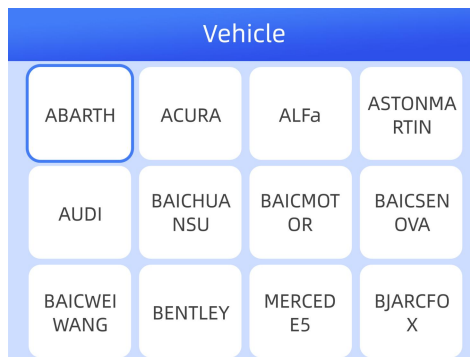 Vehicle
ABARTH
ACURA
ALFa
ASTONMA
RTIN
AUDI
BAICHUA
NSU
BAICMOT
OR
BAICSEN
OVA
BAICWEI
WANG
BENTLEY
MERCED
E5
BJARCFO
X